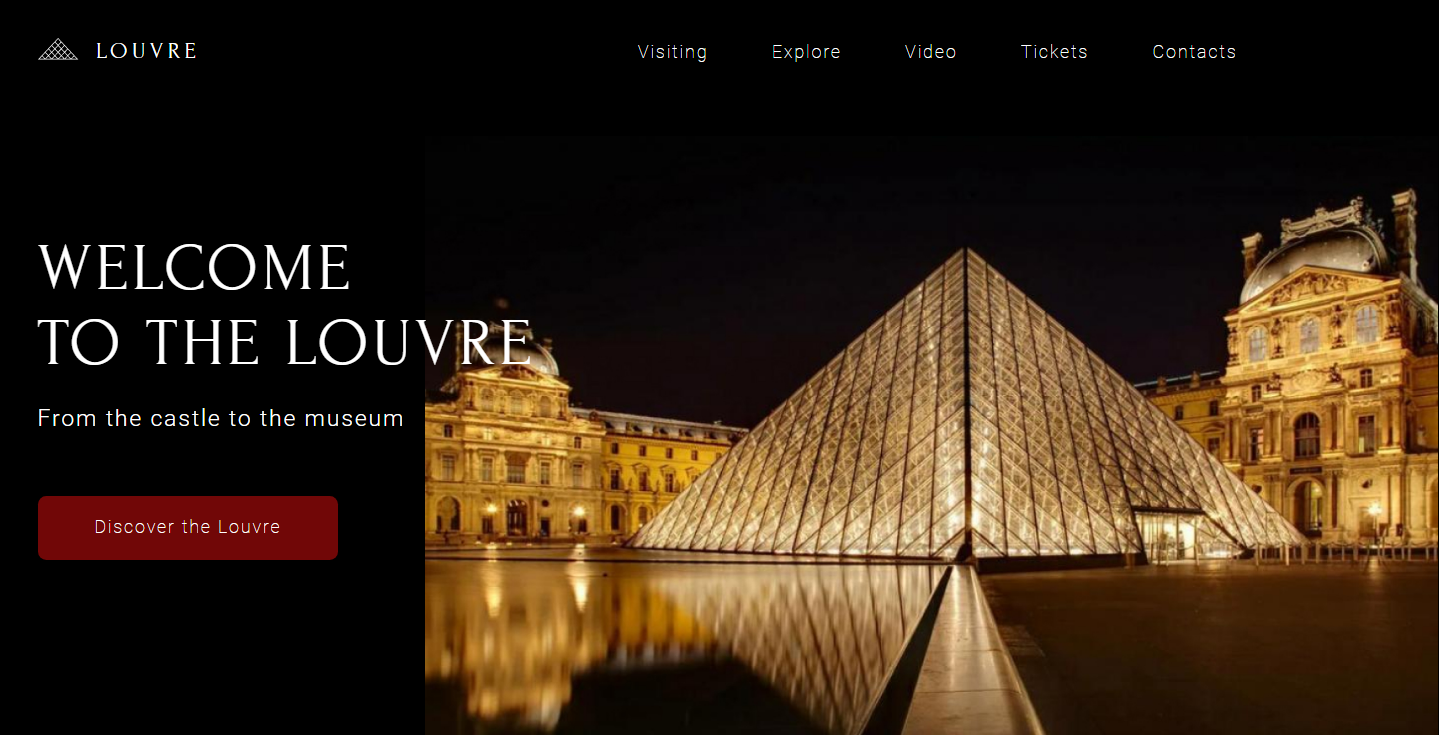 LOUVRE
Visiting
Explore
Video
Tickets
Contacts
WELCOME
TO THE LOUVRE
From the castle to the museum
Discover the Louvre